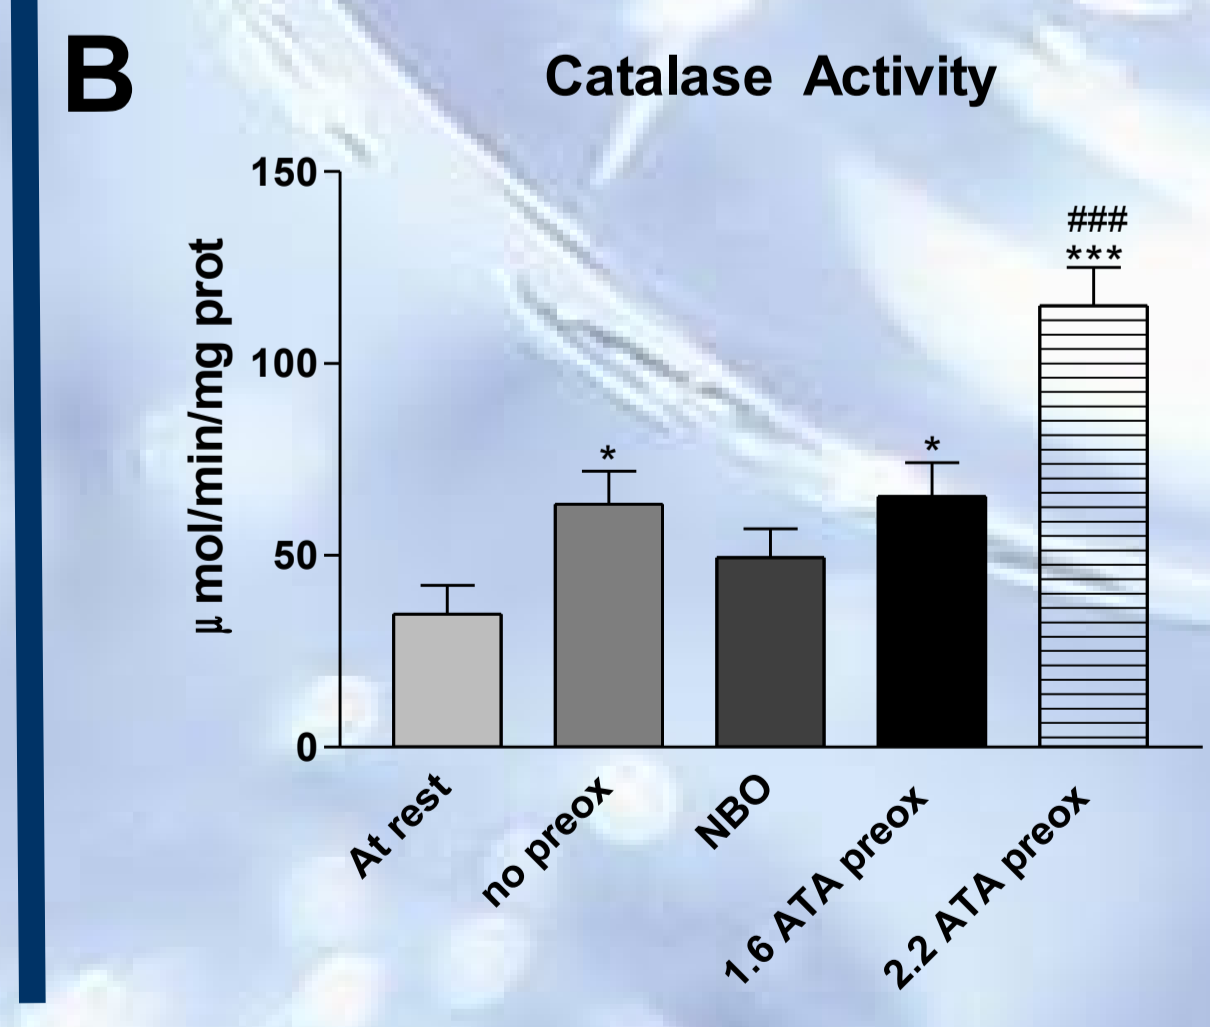 B
Catalase Activity
150
100
50
0
μ mol/min/mg prot
*
*
###
***
At rest
no preox
NBO
1.6 ATA preox
2.2 ATA preox